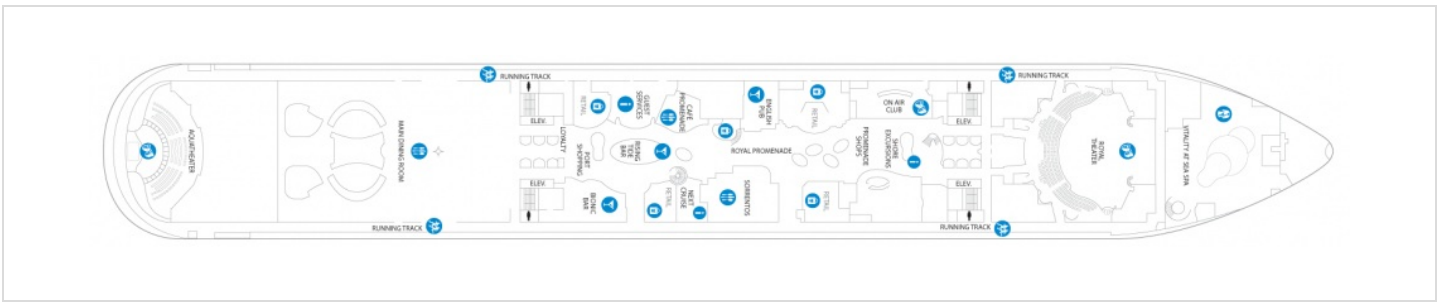 RUNNING TRACK
RUNNING TRACK
ELEV.
RETAIL
GUEST
SERVICES
CAFE
PROMENADE
ENGLISH
PUB
RETAIL
ON AIR
CLUB
ELEV.
AQUATHEATER
MAIN DINING ROOM
LOYALTY
PORT
SHOPPING
RISING
TIDE
BAR
ROYAL PROMENADE
PROMENADE
SHOPS
SHORE
EXCURSIONS
ROYAL
THEATER
VITALITY AT SEA SPA
ELEV.
BIONIC
BAR
RETAIL
NEXT
CRUISE
SORRENTOS
RETAIL
ELEV.
RUNNING TRACK
RUNNING TRACK